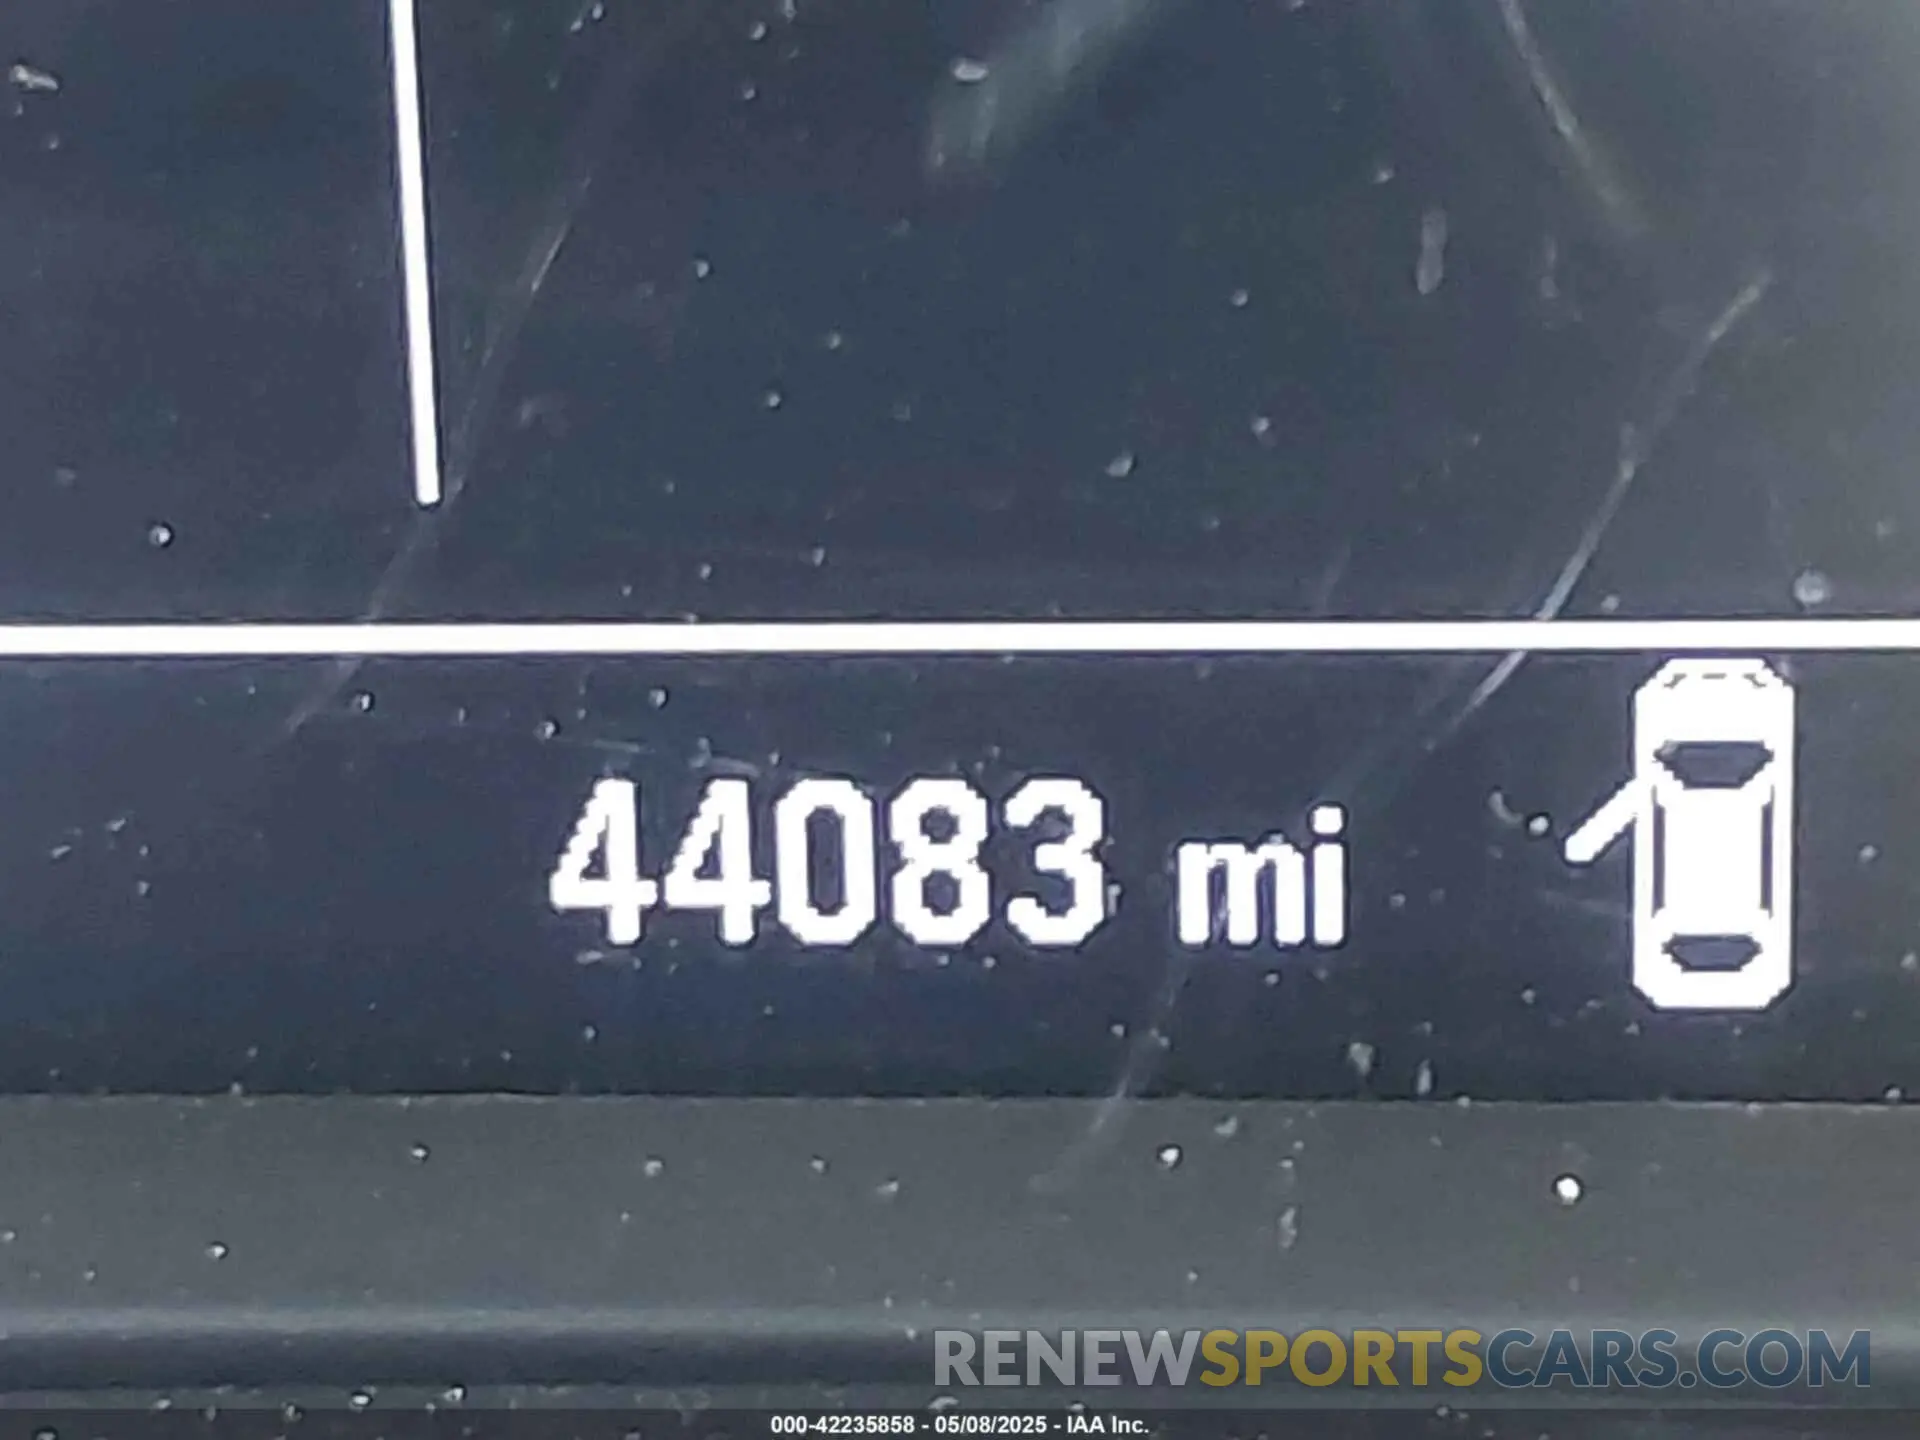 44083 mi
RENEWSPORTSCARS.COM
000-42235858 - 05/08/2025 - IAA Inc.